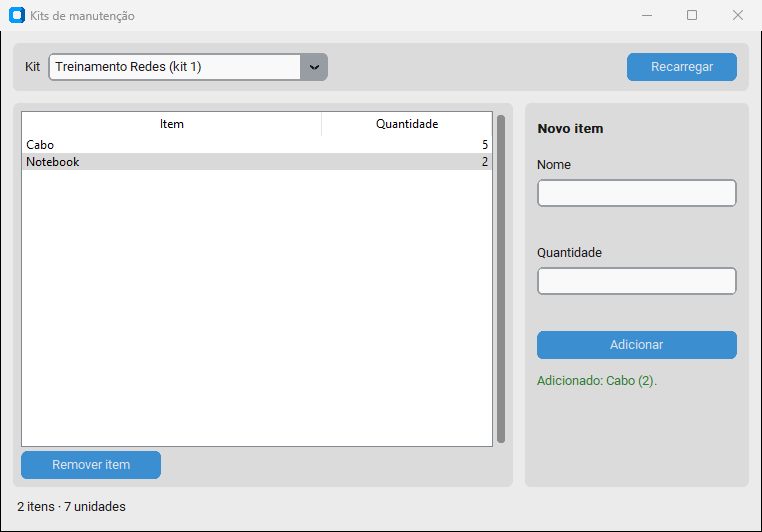 Kits de manutenção
Kit Treinamento Redes (kit 1) Recarregar
Item Quantidade
Cabo 5
Notebook 2
Remover item
Novo item
Nome
Quantidade
Adicionar
Adicionado: Cabo (2).
2 itens · 7 unidades